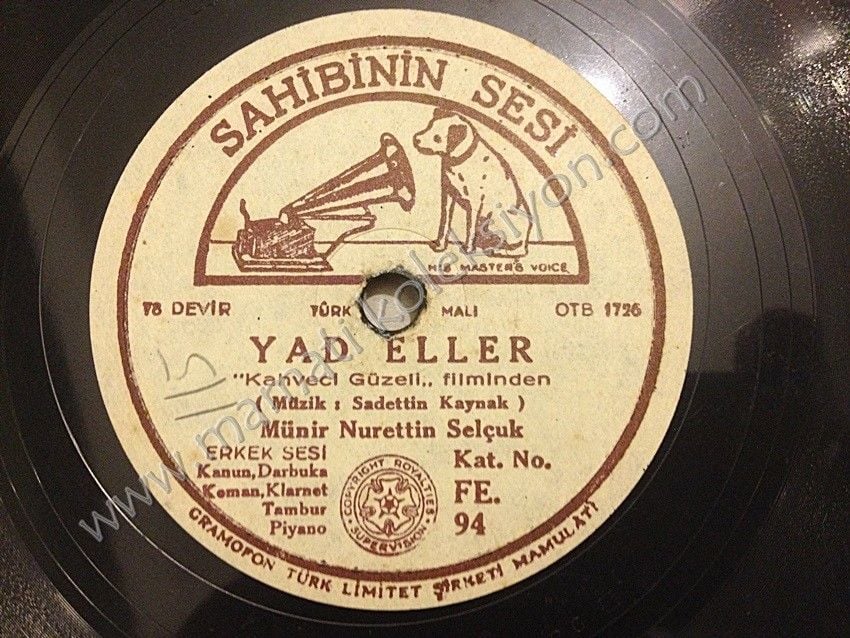 SAHİBİNİN SESİ
HIS MASTER'S VOICE
78 DEVİR TÜRK MALI OTB 1726
YAD ELLER
"Kahveci Güzeli,, filminden
( Müzik : Sadettin Kaynak )
Münir Nurettin Selçuk
ERKEK SESİ
Kanun,Darbuka
Keman,Klarnet
Tambur
Piyano
COPYRIGHT ROYALTIES
SUPERVISION
Kat. No.
FE.
94
GRAMOFON TÜRK LİMİTET ŞİRKETİ MAMULÂTI
www.mamatikoleksiyon.com